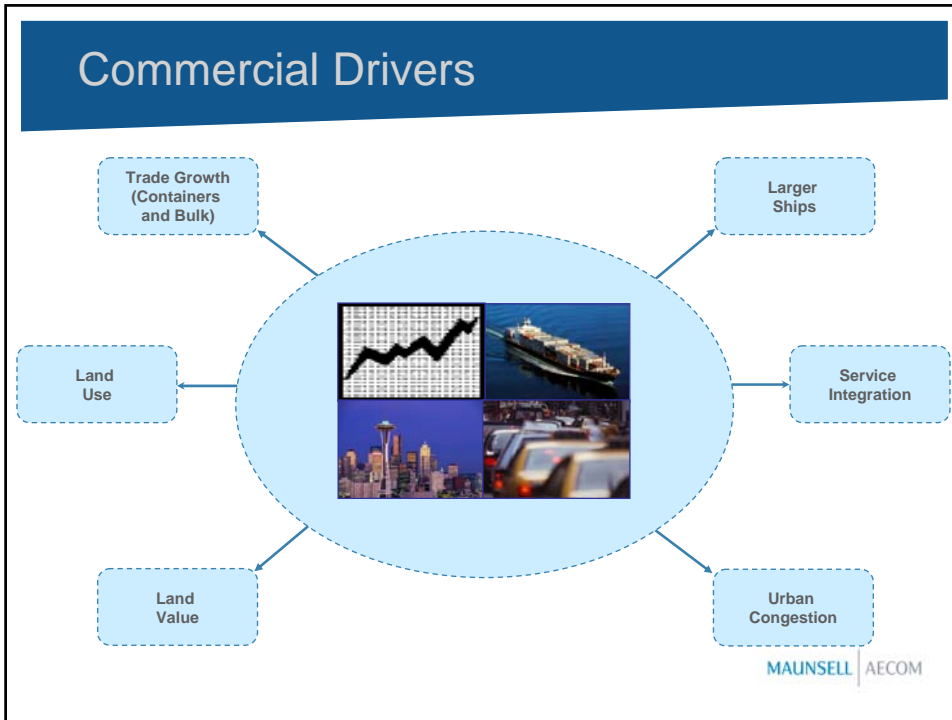 Commercial Drivers
Trade Growth
(Containers
and Bulk)
Larger
Ships
Land
Use
Service
Integration
Land
Value
Urban
Congestion
MAUNSELL | AECOM